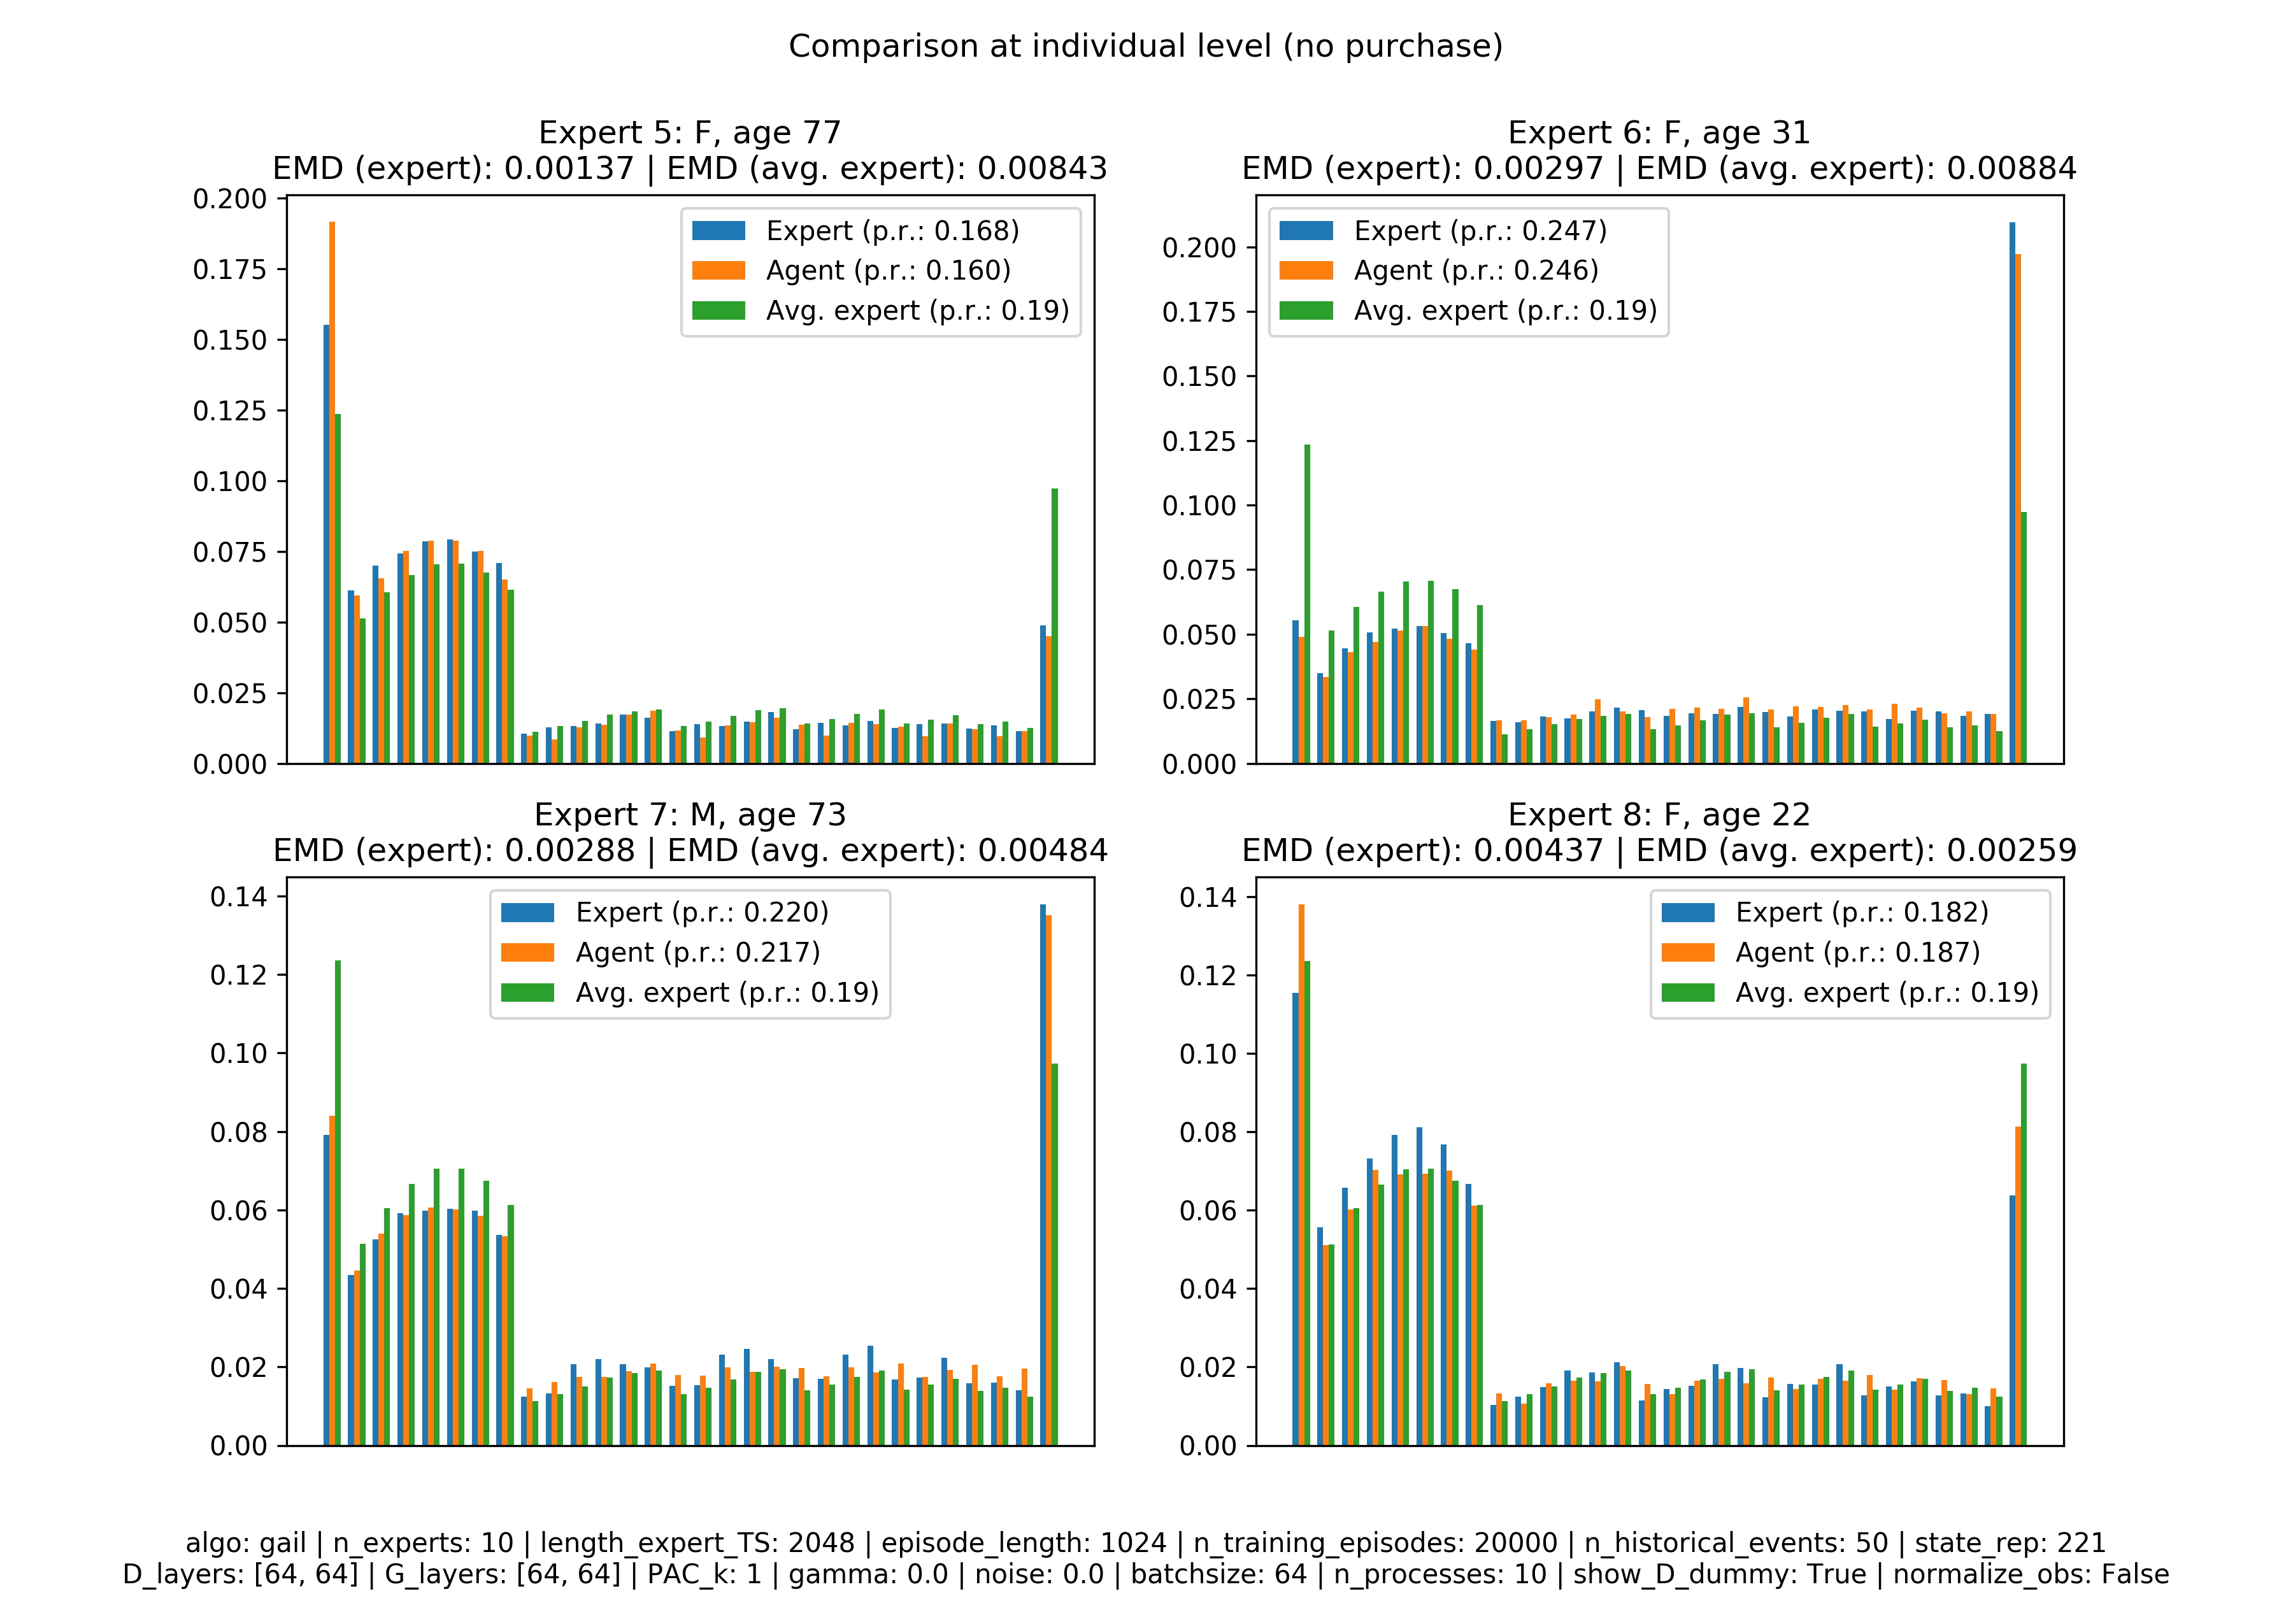 Comparison at individual level (no purchase)
Expert 5: F, age 77
EMD (expert): 0.00137 | EMD (avg. expert): 0.00843
0.200
0.175
0.150
0.125
0.100
0.075
0.050
0.025
0.000
Expert (p.r.: 0.168)
Agent (p.r.: 0.160)
Avg. expert (p.r.: 0.19)
Expert 6: F, age 31
EMD (expert): 0.00297 | EMD (avg. expert): 0.00884
0.200
0.175
0.150
0.125
0.100
0.075
0.050
0.025
0.000
Expert (p.r.: 0.247)
Agent (p.r.: 0.246)
Avg. expert (p.r.: 0.19)
Expert 7: M, age 73
EMD (expert): 0.00288 | EMD (avg. expert): 0.00484
0.14
0.12
0.10
0.08
0.06
0.04
0.02
0.00
Expert (p.r.: 0.220)
Agent (p.r.: 0.217)
Avg. expert (p.r.: 0.19)
Expert 8: F, age 22
EMD (expert): 0.00437 | EMD (avg. expert): 0.00259
0.14
0.12
0.10
0.08
0.06
0.04
0.02
0.00
Expert (p.r.: 0.182)
Agent (p.r.: 0.187)
Avg. expert (p.r.: 0.19)
algo: gail | n_experts: 10 | length_expert_TS: 2048 | episode_length: 1024 | n_training_episodes: 20000 | n_historical_events: 50 | state_rep: 221
D_layers: [64, 64] | G_layers: [64, 64] | PAC_k: 1 | gamma: 0.0 | noise: 0.0 | batchsize: 64 | n_processes: 10 | show_D_dummy: True | normalize_obs: False